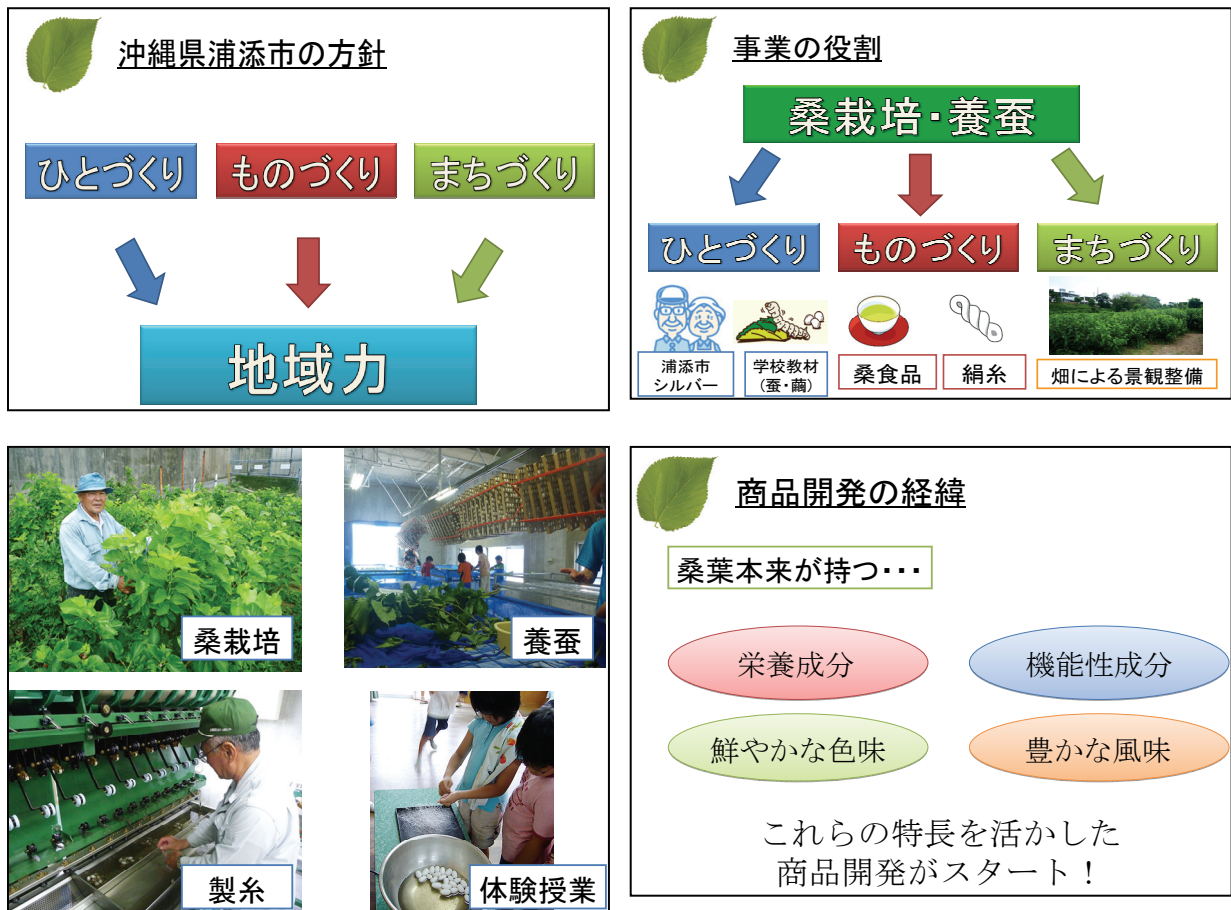 沖縄県浦添市の方針
ひとづくり
ものづくり
まちづくり
地域力
事業の役割
桑栽培・養蚕
ひとづくり
ものづくり
まちづくり
浦添市
シルバー
学校教材
(蚕・繭)
桑食品
絹糸
畑による景観整備
桑栽培
養蚕
製糸
体験授業
商品開発の経緯
桑葉本来が持つ・・・
栄養成分
機能性成分
鮮やかな色味
豊かな風味
これらの特長を活かした
商品開発がスタート！